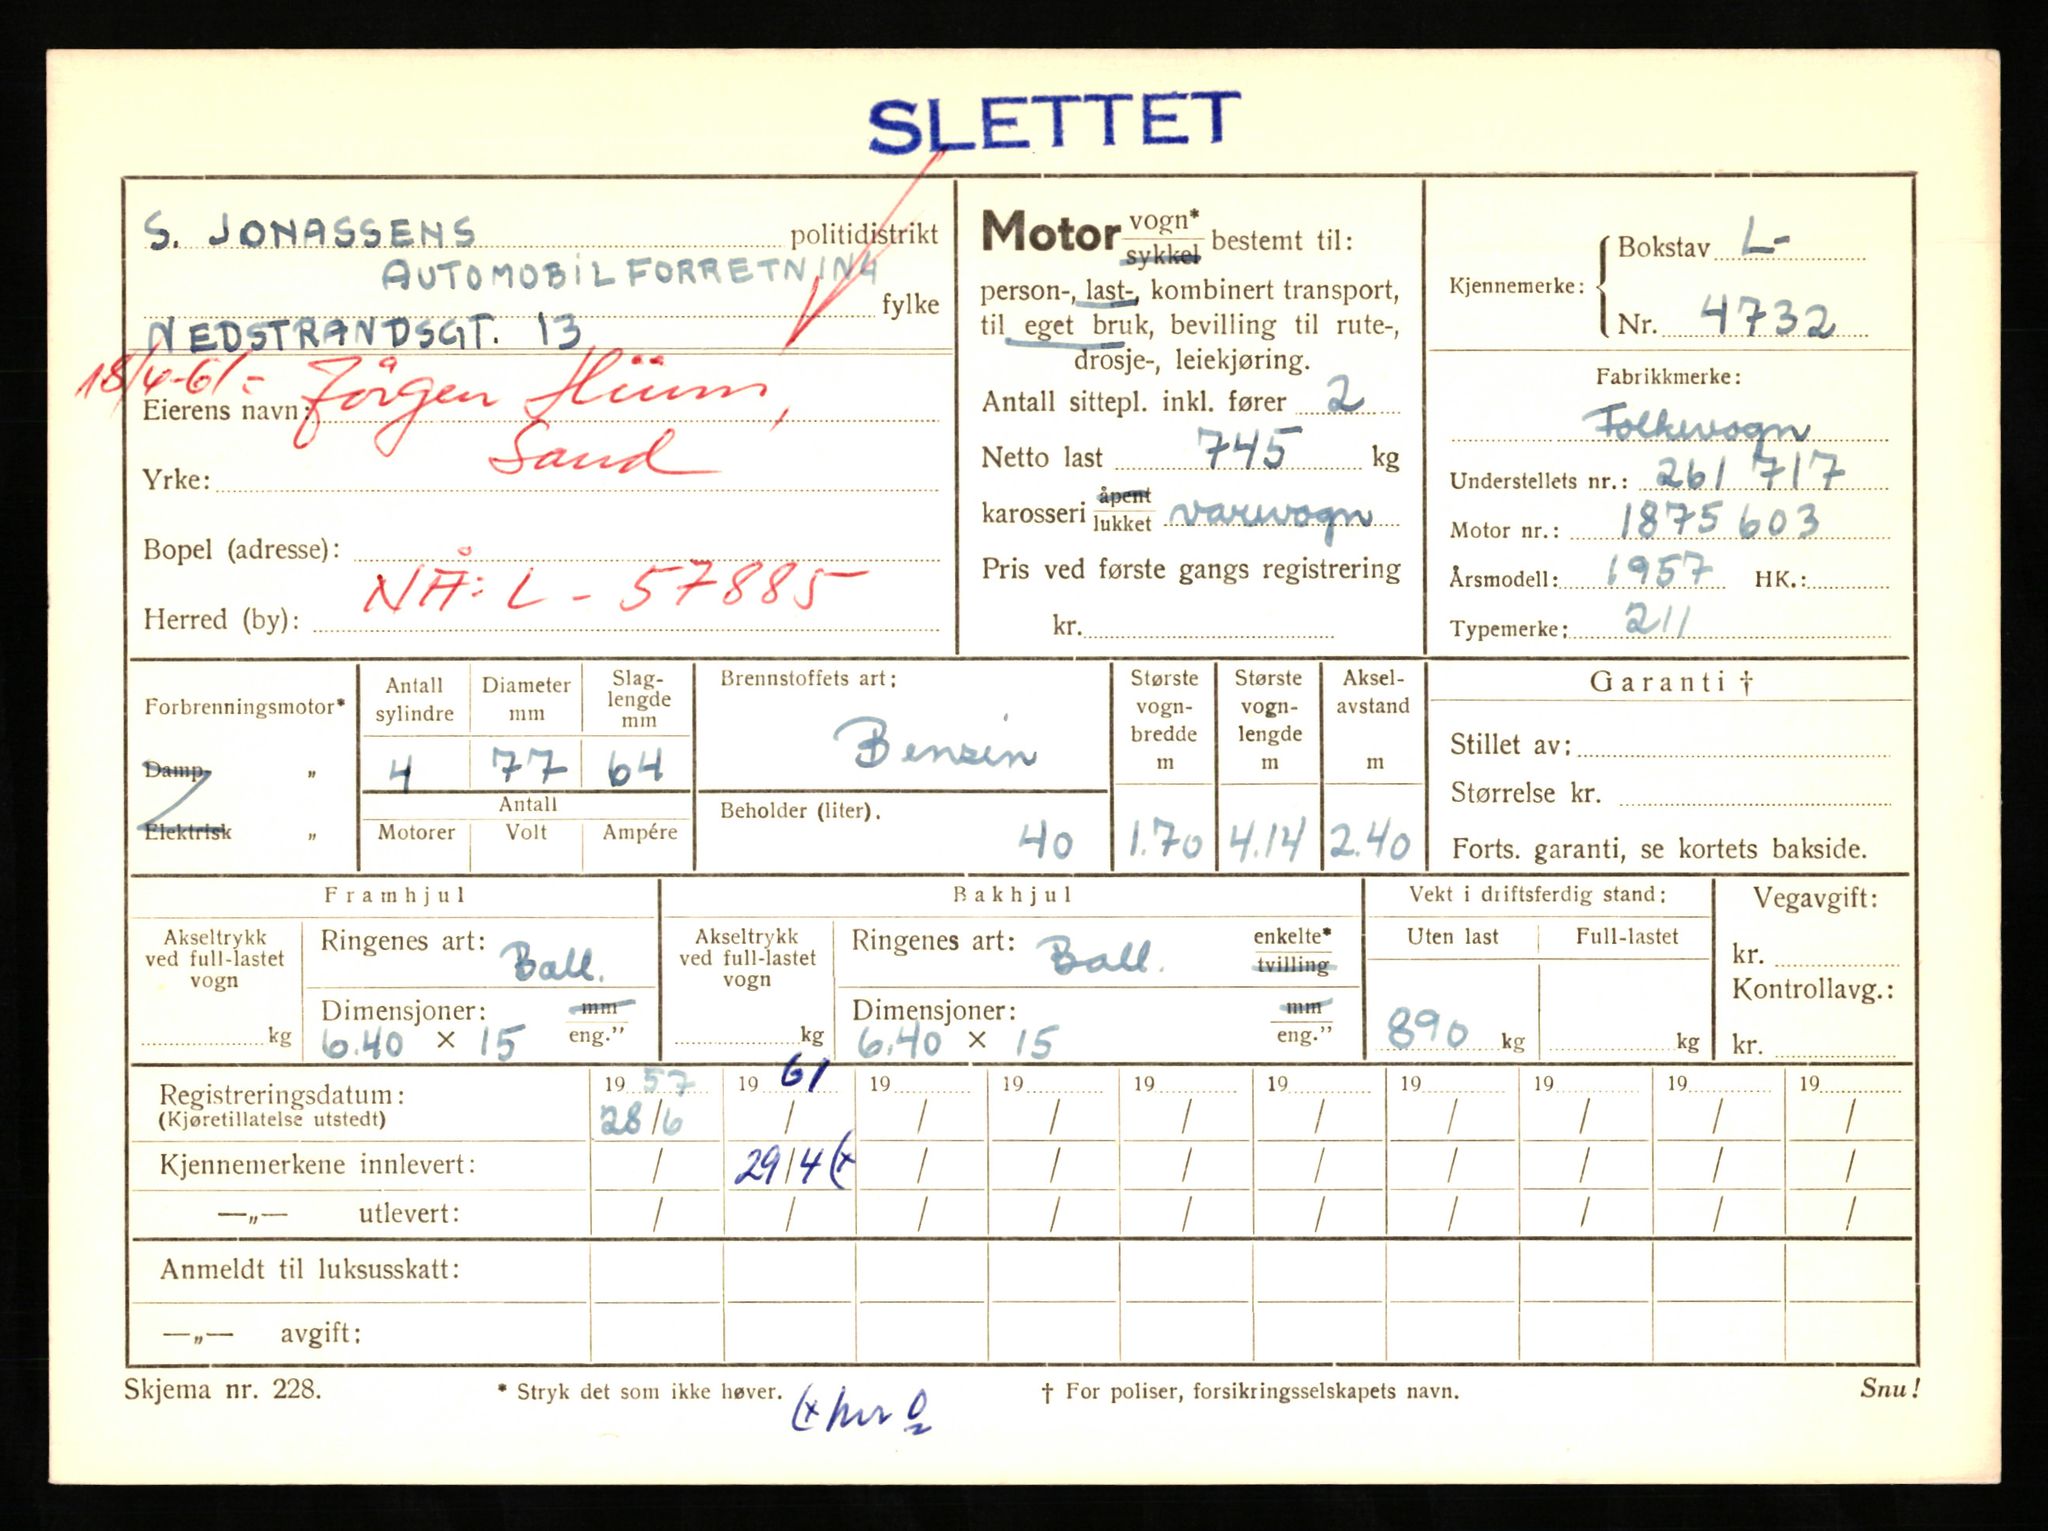 SLETTET
S. JONASSENS politidistrikt
AUTOMOBILFORRETNING
fylke
NEDSTRANDSGT. 13
18/4-61:- Jörgen
Eierens navn:
Sand
Yrke:
Bopel (adresse):
NÅ: L - 57885
Herred (by):
Motor vogn* / sykkel bestemt til:
person-, last-, kombinert transport,
til eget bruk, bevilling til rute-,
drosje-, leiekjøring.
Antall sittepl. inkl. fører 2
Netto last 745 kg
karosseri åpent / lukket varevogn
Pris ved første gangs registrering
kr.
Kjennemerke: { Bokstav L-
Nr. 4732
Fabrikkmerke:
Folkevogn
Understellets nr.: 261 717
Motor nr.: 1875 603
Årsmodell: 1957 HK.:
Typemerke: 211
Forbrenningsmotor*
Damp- „
Elektrisk „
Antall sylindre
4
Diameter mm
77
Slag-
lengde
mm
64
Antall
Motorer Volt Ampére
Brennstoffets art:
Benzin
Beholder (liter).
40
Største
vogn-
bredde
m
1.70
Største
vogn-
lengde
m
4.14
Aksel-
avstand
m
2.40
Garanti †
Stillet av:
Størrelse kr.
Forts. garanti, se kortets bakside.
Framhjul
Akseltrykk
ved full-lastet
vogn
kg
Ringenes art: Ball.
Dimensjoner: mm
6.40 × 15 eng.”
Bakhjul
Akseltrykk
ved full-lastet
vogn
kg
Ringenes art: Ball. enkelte*
tvilling
Dimensjoner: mm
6.40 × 15 eng.”
Vekt i driftsferdig stand:
Uten last Full-lastet
890 kg kg
Vegavgift:
kr.
Kontrollavg.:
kr.
19 57 19 61 19 19 19 19 19 19 19 19
Registreringsdatum:
(Kjøretillatelse utstedt) 28/6 / / / / / / / / /
Kjennemerkene innlevert: / 29/4 (x / / / / / / / /
—„— utlevert: / / / / / / / / / /
Anmeldt til luksusskatt:
—„— avgift:
Skjema nr. 228. * Stryk det som ikke høver. † For poliser, forsikringsselskapets navn. Snu!
(x